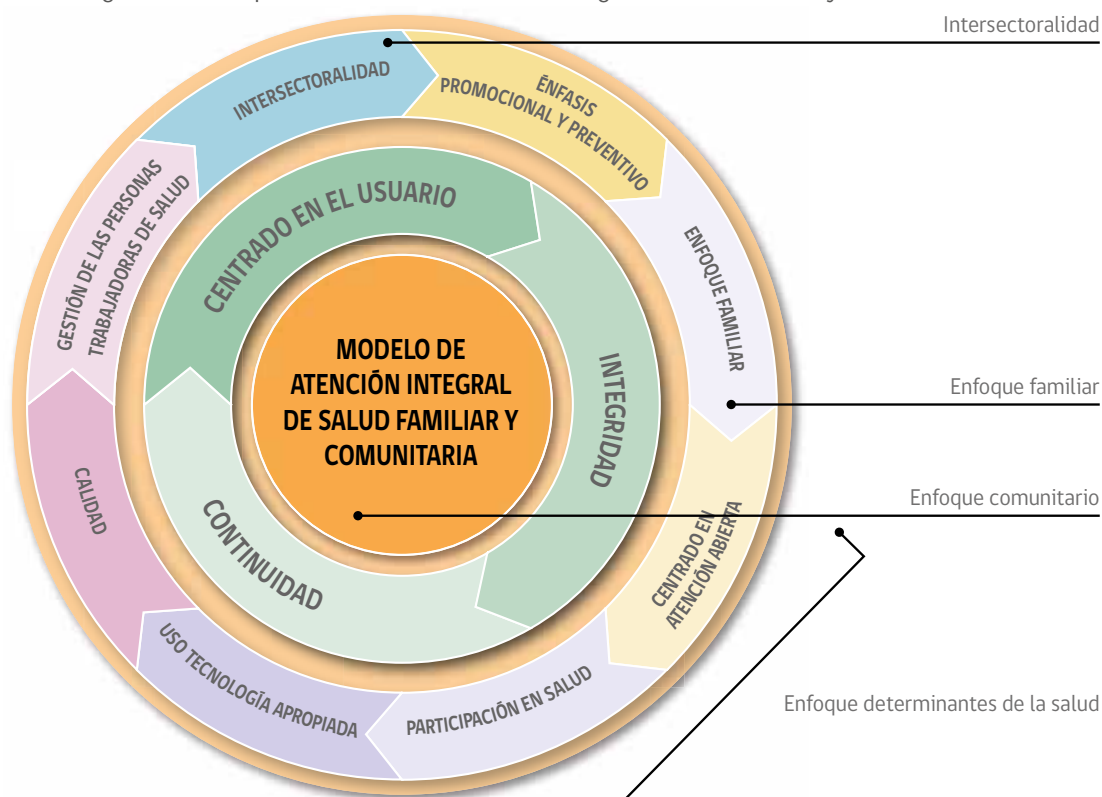 Intersectoralidad
INTERSECTORALIDAD
ÉNFASIS
PROMOCIONAL Y PREVENTIVO
ENFOQUE FAMILIAR
CENTRADO EN
ATENCIÓN ABIERTA
PARTICIPACIÓN EN SALUD
USO TECNOLOGÍA APROPIADA
CALIDAD
GESTIÓN DE LAS PERSONAS
TRABAJADORAS DE SALUD
CENTRADO EN EL USUARIO
INTEGRIDAD
CONTINUIDAD
MODELO DE
ATENCIÓN INTEGRAL
DE SALUD FAMILIAR Y
COMUNITARIA
Enfoque familiar
Enfoque comunitario
Enfoque determinantes de la salud